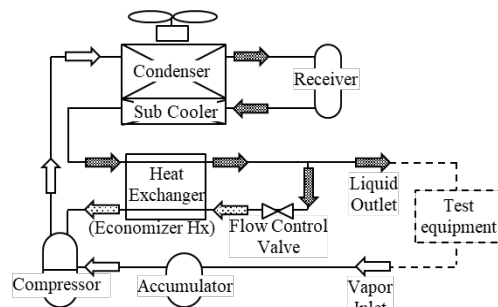 Condenser
Receiver
Sub Cooler
Heat
Exchanger
(Economizer Hx)
Liquid
Outlet
Test
equipment
Flow Control
Valve
Compressor
Accumulator
Vapor
Inlet